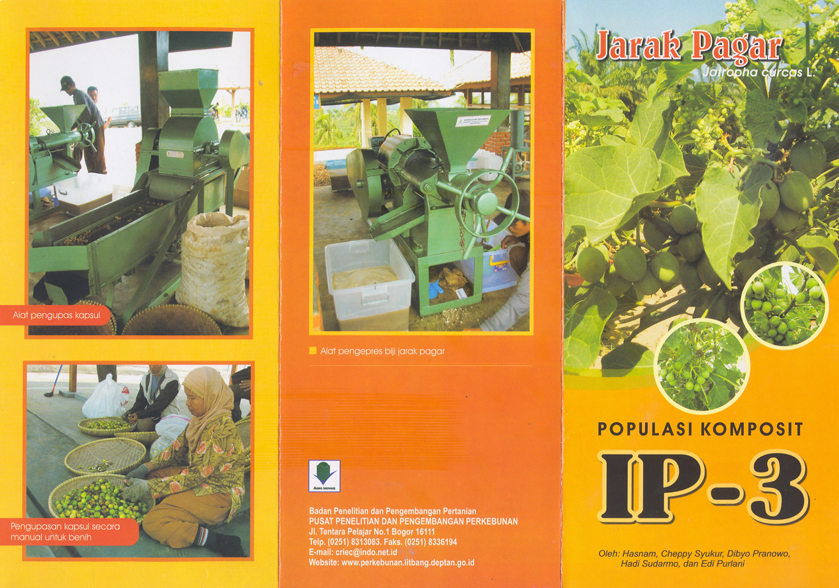 Alat pengupas kapsul
Pengupasan kapsul secara
manual untuk benih
Alat pengepres biji jarak pagar
AGRO INOVASI
Badan Penelitian dan Pengembangan Pertanian
PUSAT PENELITIAN DAN PENGEMBANGAN PERKEBUNAN
Jl. Tentara Pelajar No.1 Bogor 16111
Telp. (0251) 8313083. Faks. (0251) 8336194
E-mail: criec@indo.net.id
Website: www.perkebunan.litbang.deptan.go.id
Jarak Pagar
Jatropha curcas L.
POPULASI KOMPOSIT
IP-3
Oleh: Hasnam, Cheppy Syukur, Dibyo Pranowo,
Hadi Sudarmo, dan Edi Purlani